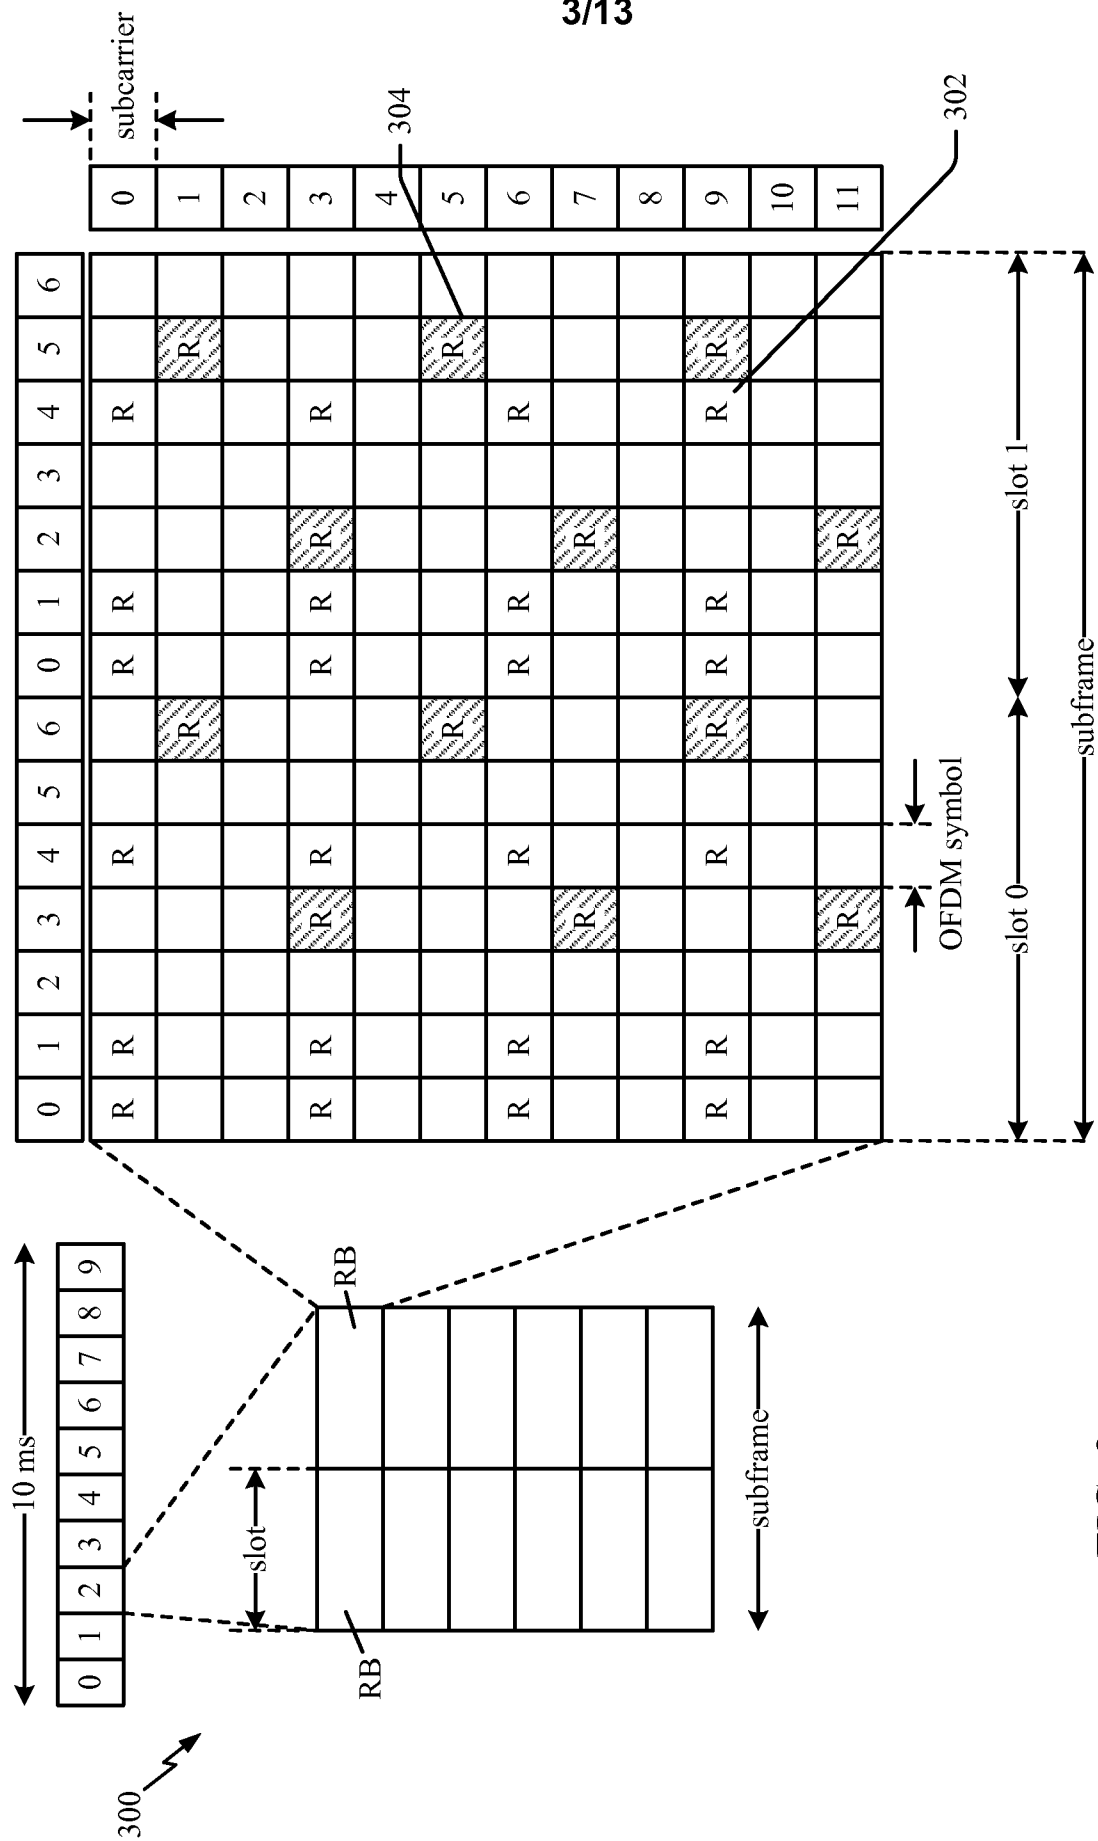 3/13
300
10 ms
0 1 2 3 4 5 6 7 8 9
0 1 2 3 4 5 6 0 1 2 3 4 5 6
subcarrier
R R R R R R 0
R R 1
2
R R R R R R R R 3
4
R R 5
R R R R R R 6
R R 7
8
R R R R R R R R 9
10
R R 11
304
302
slot
RB
RB
subframe
OFDM symbol
slot 0
slot 1
subframe